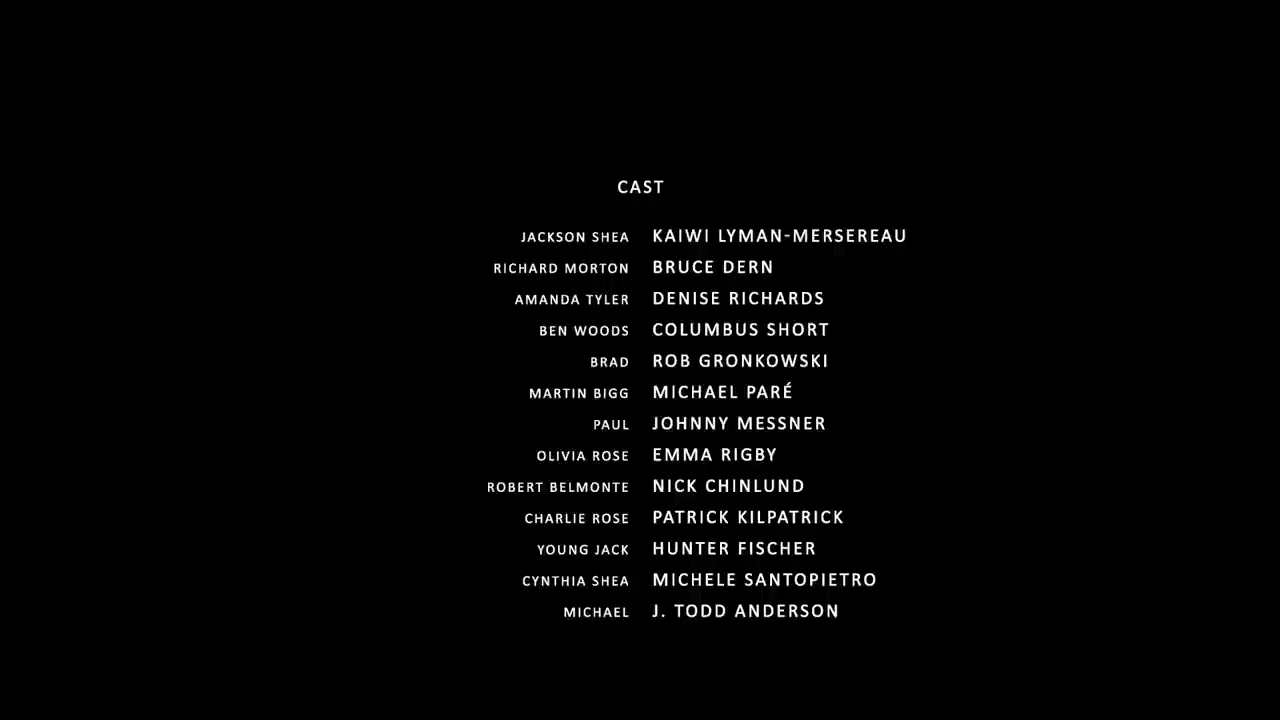 CAST
JACKSON SHEA KAIWI LYMAN-MERSEREAU
RICHARD MORTON BRUCE DERN
AMANDA TYLER DENISE RICHARDS
BEN WOODS COLUMBUS SHORT
BRAD ROB GRONKOWSKI
MARTIN BIGG MICHAEL PARÉ
PAUL JOHNNY MESSNER
OLIVIA ROSE EMMA RIGBY
ROBERT BELMONTE NICK CHINLUND
CHARLIE ROSE PATRICK KILPATRICK
YOUNG JACK HUNTER FISCHER
CYNTHIA SHEA MICHELE SANTOPIETRO
MICHAEL J. TODD ANDERSON